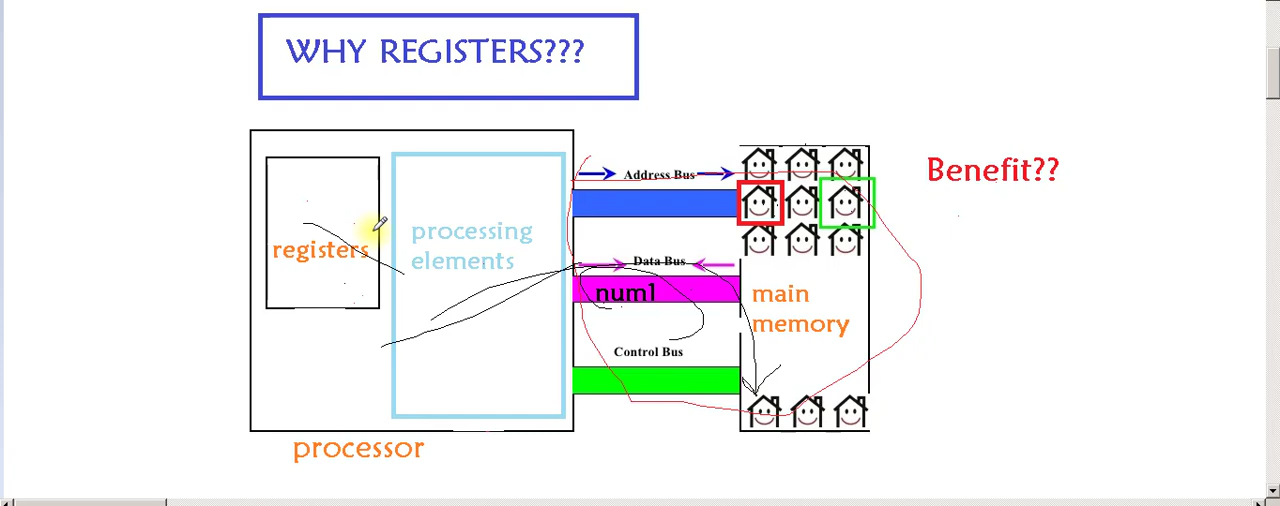 WHY REGISTERS???
Address Bus
Benefit??
registers
processing
elements
Data Bus
num1
main
memory
Control Bus
processor